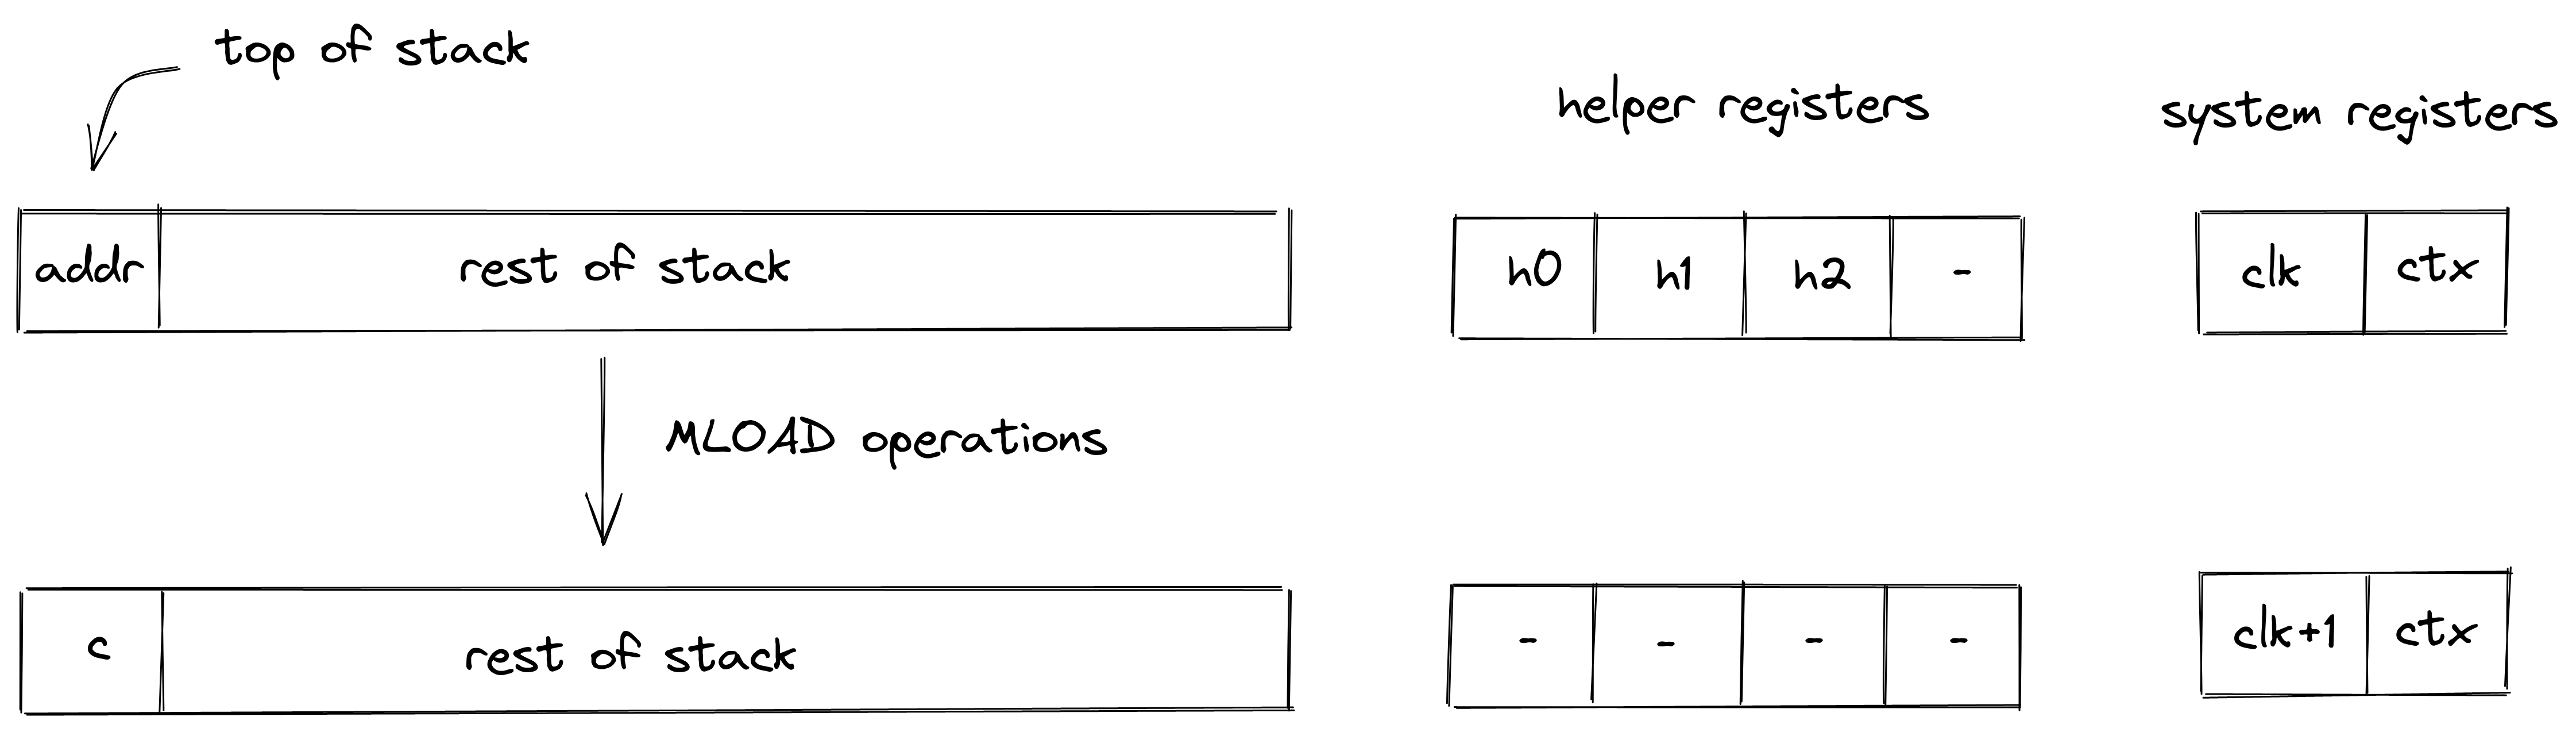 top of stack
helper registers
system registers
addr rest of stack
h0 h1 h2 -
clk ctx
MLOAD operations
c rest of stack
- - - -
clk+1 ctx